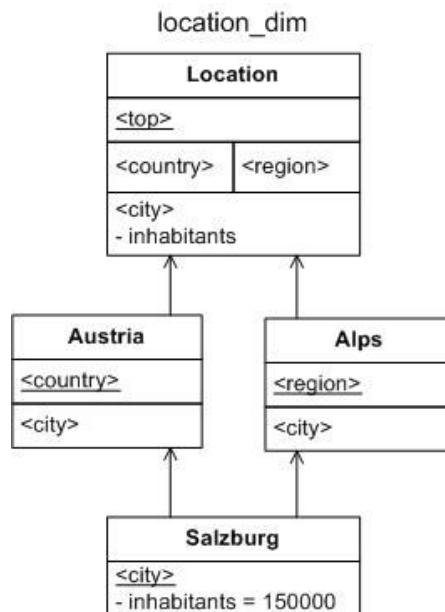 location_dim
Location
<top>
<country> <region>
<city>
- inhabitants
Austria
<country>
<city>
Alps
<region>
<city>
Salzburg
<city>
- inhabitants = 150000